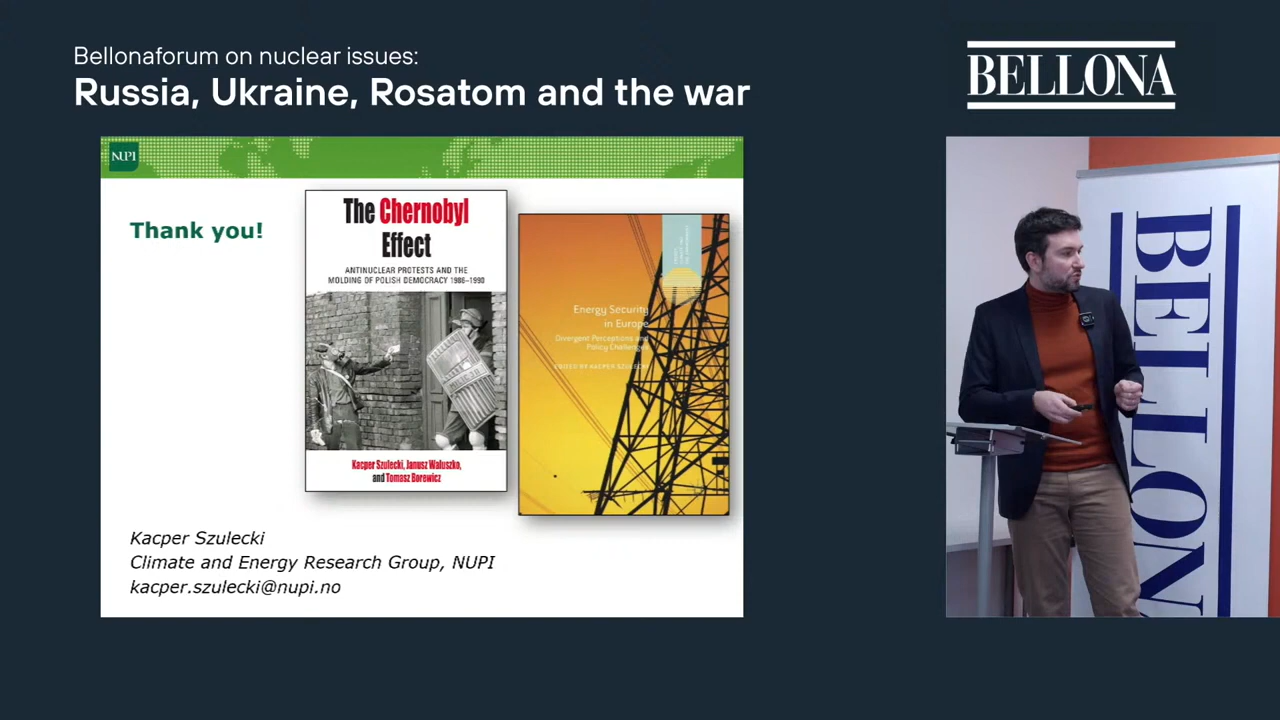 Bellonaforum on nuclear issues:
Russia, Ukraine, Rosatom and the war
BELLONA
NUPI
Thank you!
The Chernobyl
Effect
ANTINUCLEAR PROTESTS AND THE
MOLDING OF POLISH DEMOCRACY 1986–1990
Kacper Szulecki, Janusz Waluszko,
and Tomasz Borewicz
Energy Security
in Europe
Divergent Perceptions and
Policy Challenges
EDITED BY KACPER SZULECKI
Kacper Szulecki
Climate and Energy Research Group, NUPI
kacper.szulecki@nupi.no
BELLONA